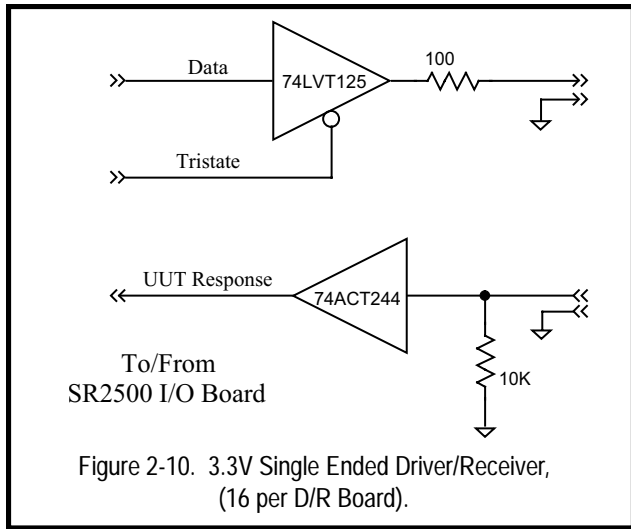 Data
74LVT125
100
Tristate
UUT Response
74ACT244
10K
To/From
SR2500 I/O Board
Figure 2-10. 3.3V Single Ended Driver/Receiver,
(16 per D/R Board).